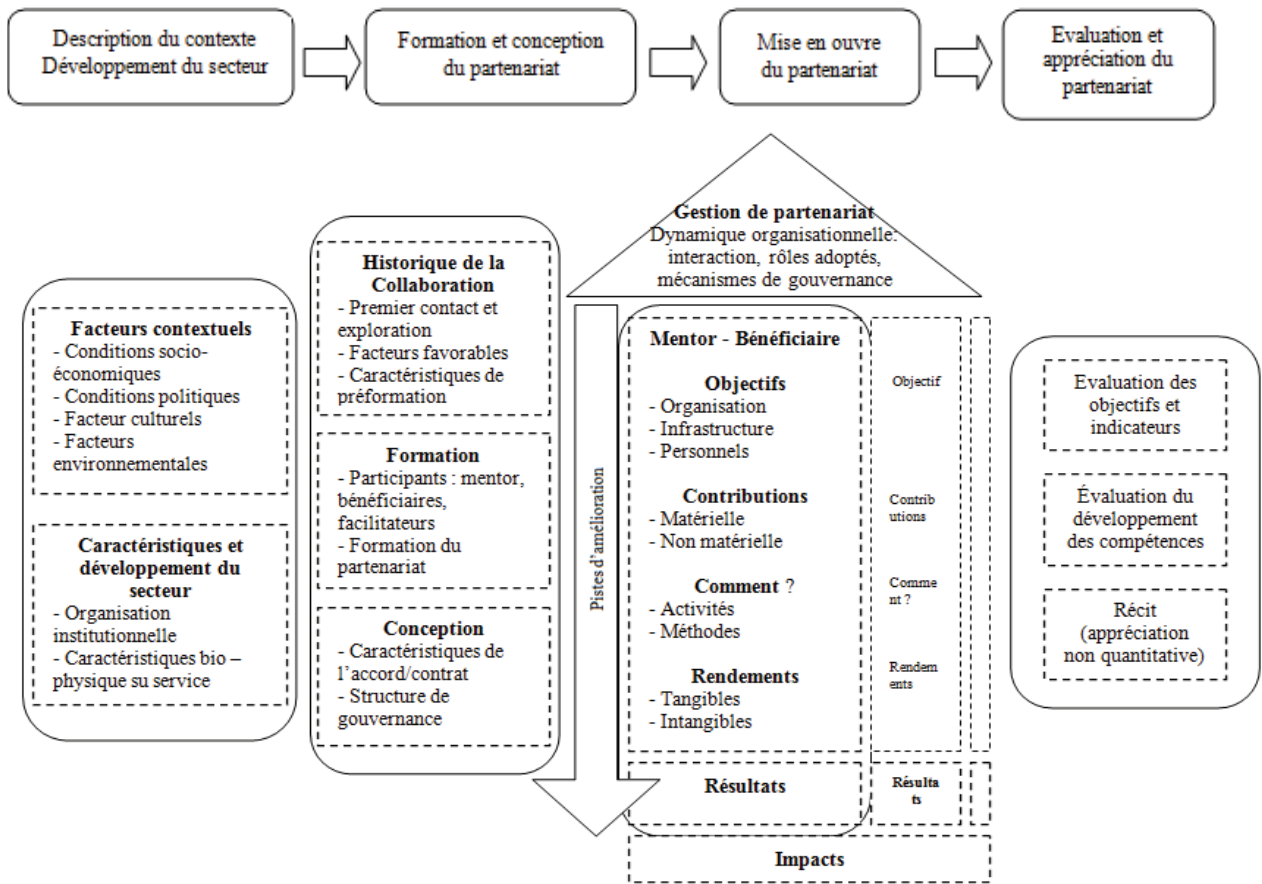 Description du contexte
Développement du secteur
Formation et conception
du partenariat
Mise en ouvre
du partenariat
Evaluation et
appréciation du
partenariat
Gestion de partenariat
Dynamique organisationnelle:
interaction, rôles adoptés,
mécanismes de gouvernance
Facteurs contextuels
- Conditions socio-
économiques
- Conditions politiques
- Facteur culturels
- Facteurs
environnementales
Caractéristiques et
développement du
secteur
- Organisation
institutionnelle
- Caractéristiques bio –
physique su service
Historique de la
Collaboration
- Premier contact et
exploration
- Facteurs favorables
- Caractéristiques de
préformation
Formation
- Participants : mentor,
bénéficiaires,
facilitateurs
- Formation du
partenariat
Conception
- Caractéristiques de
l’accord/contrat
- Structure de
gouvernance
Pistes d’amélioration
Mentor - Bénéficiaire
Objectifs
- Organisation
- Infrastructure
- Personnels
Contributions
- Matérielle
- Non matérielle
Comment ?
- Activités
- Méthodes
Rendements
- Tangibles
- Intangibles
Résultats
Objectif
Contrib
utions
Comme
nt ?
Rendem
ents
Résulta
ts
Impacts
Evaluation des
objectifs et
indicateurs
Évaluation du
développement
des compétences
Récit
(appréciation
non quantitative)